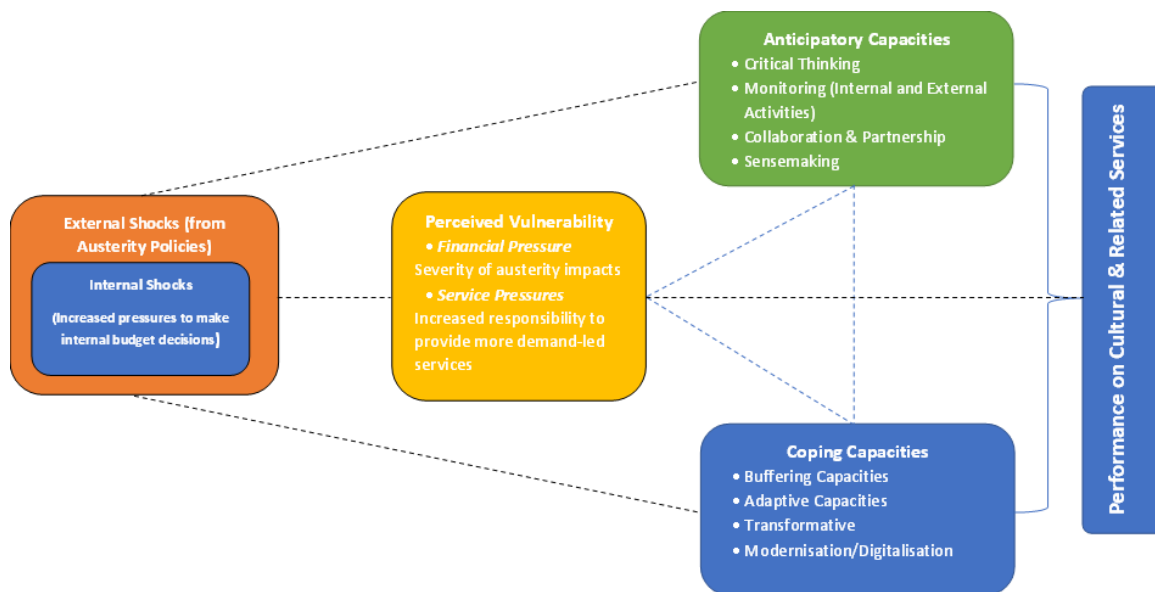 External Shocks (from
Austerity Policies)
Internal Shocks
(Increased pressures to make
internal budget decisions)
Perceived Vulnerability
• Financial Pressure
Severity of austerity impacts
• Service Pressures
Increased responsibility to
provide more demand-led
services
Anticipatory Capacities
• Critical Thinking
• Monitoring (Internal and External
Activities)
• Collaboration & Partnership
• Sensemaking
Coping Capacities
• Buffering Capacities
• Adaptive Capacities
• Transformative
• Modernisation/Digitalisation
Performance on Cultural & Related Services